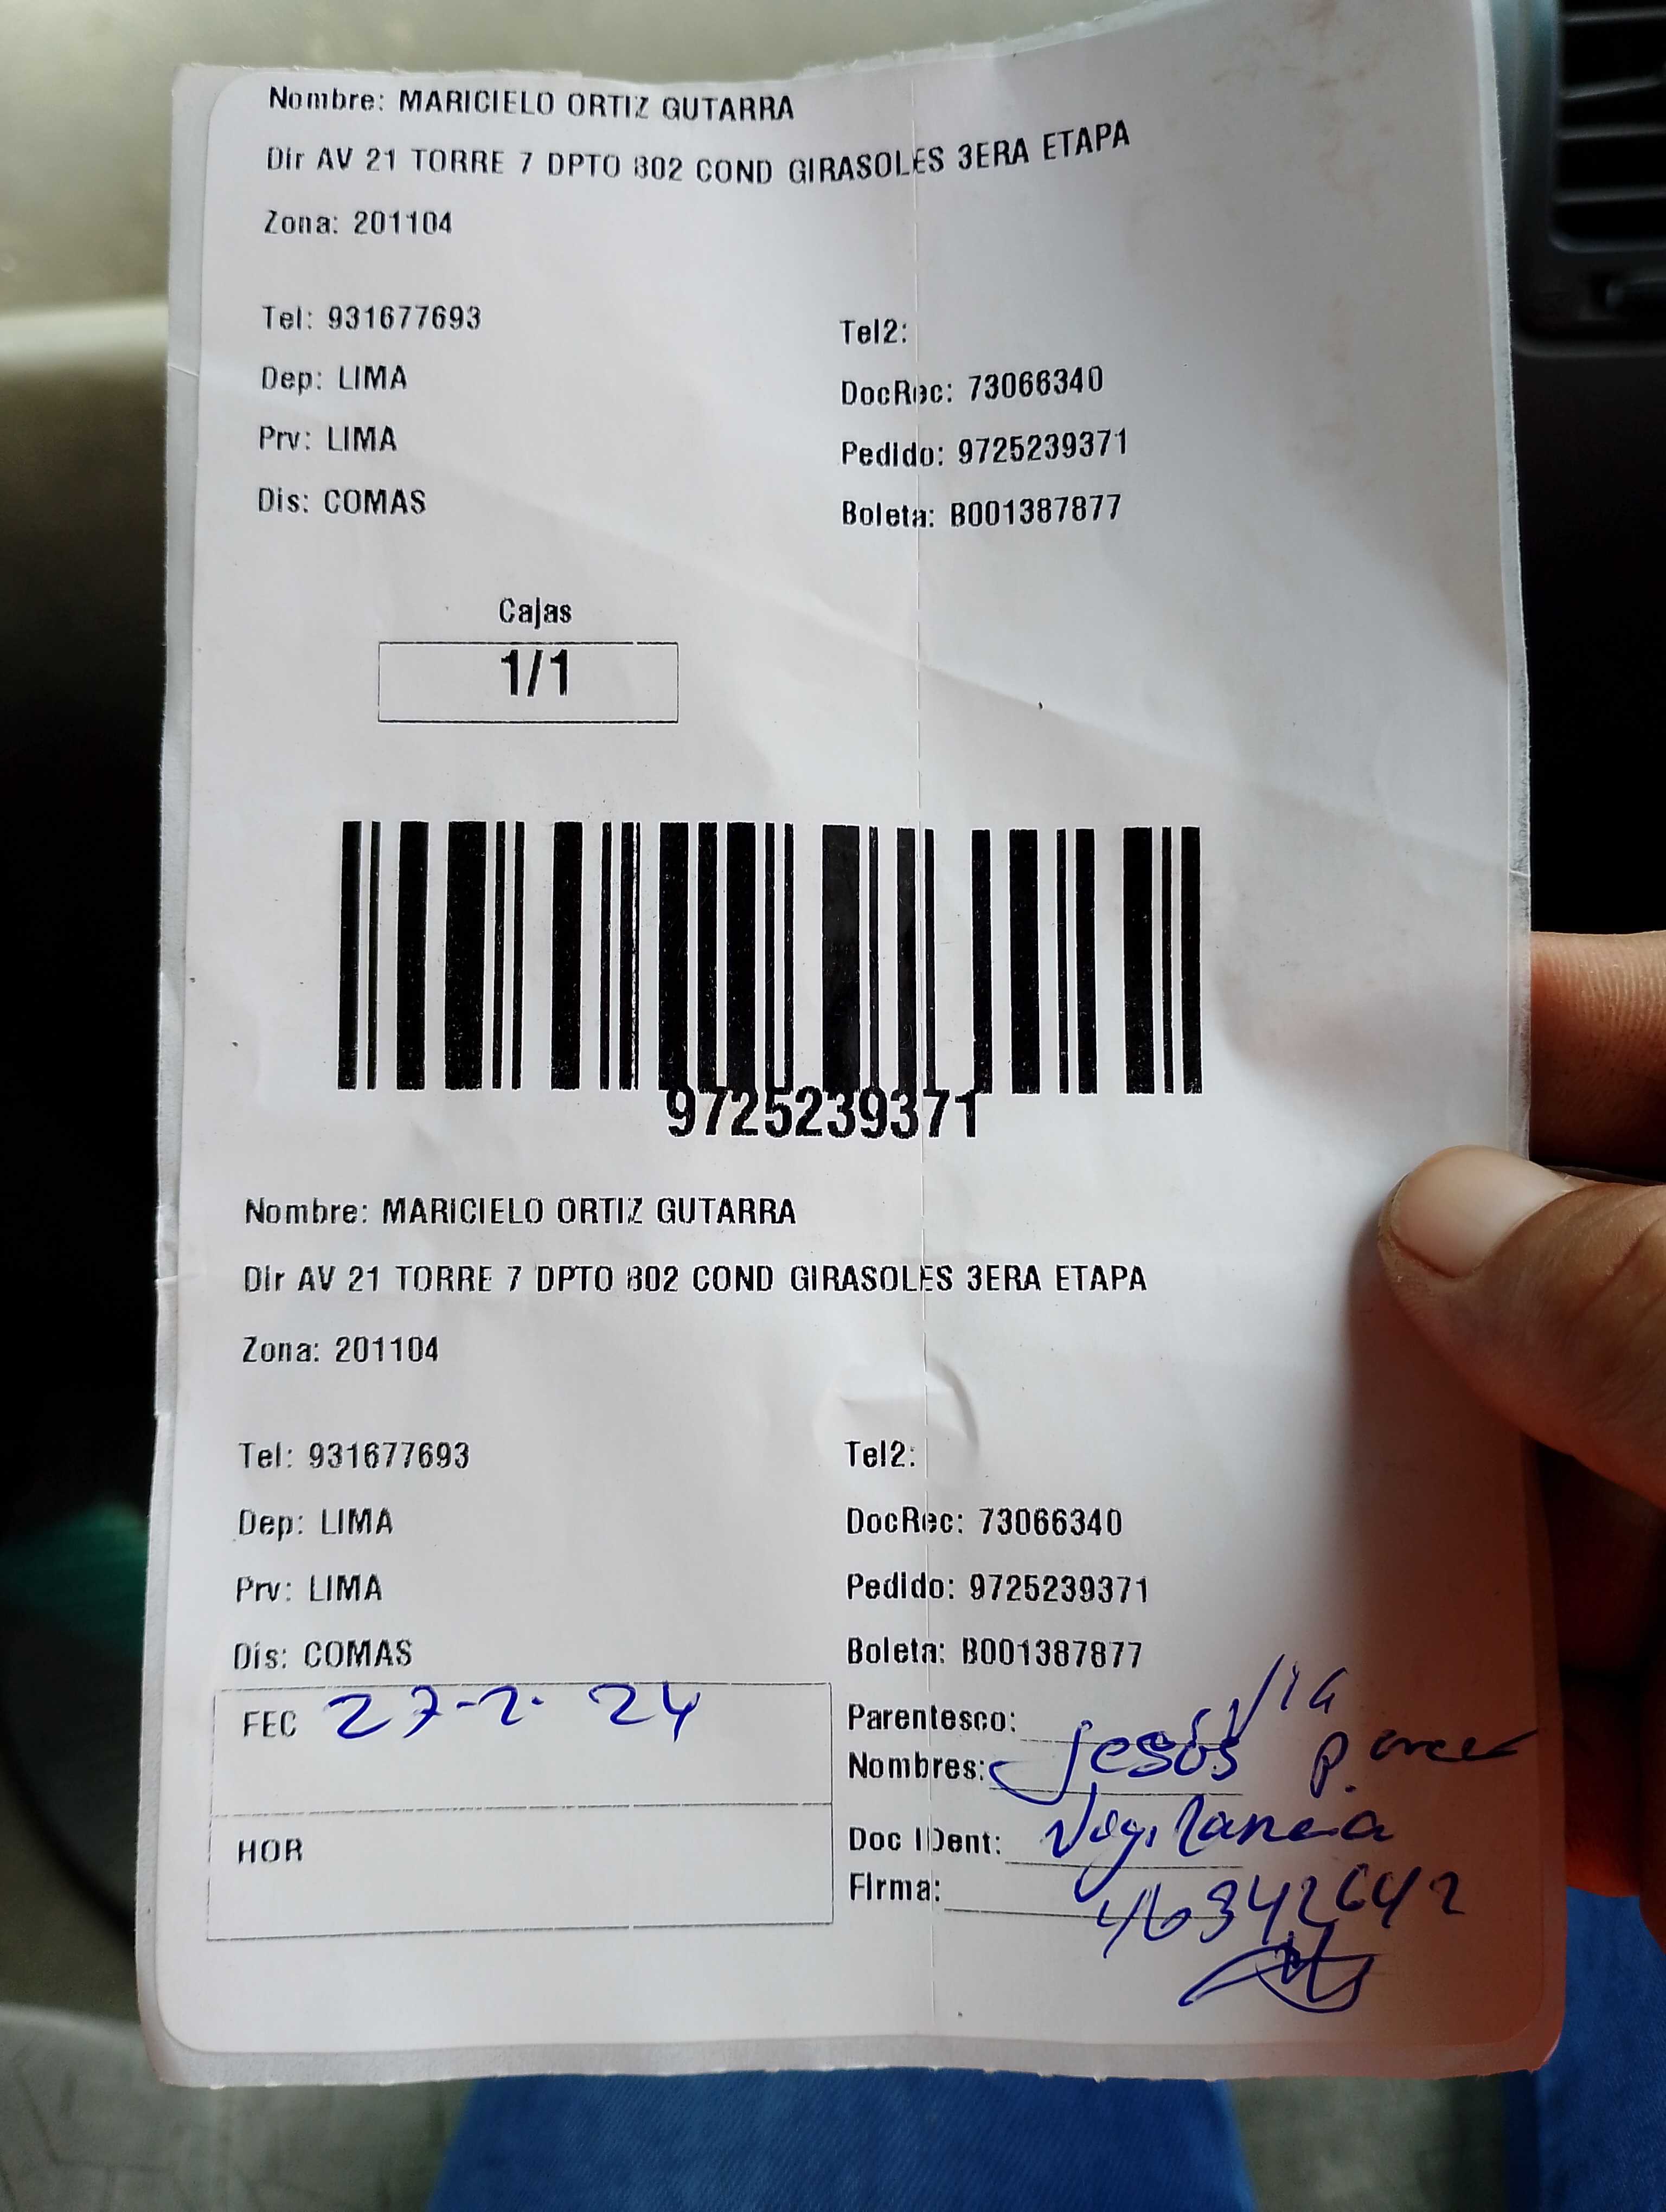 Nombre: MARICIELO ORTIZ GUTARRA
Dir AV 21 TORRE 7 DPTO 802 COND GIRASOLES 3ERA ETAPA
Zona: 201104
Tel: 931677693
Tel2:
Dep: LIMA
DocRec: 73066340
Prv: LIMA
Pedido: 9725239371
Dis: COMAS
Boleta: B001387877
Cajas
1/1
9725239371
Nombre: MARICIELO ORTIZ GUTARRA
Dir AV 21 TORRE 7 DPTO 802 COND GIRASOLES 3ERA ETAPA
Zona: 201104
Tel: 931677693
Tel2:
Dep: LIMA
DocRec: 73066340
Prv: LIMA
Pedido: 9725239371
Dis: COMAS
Boleta: B001387877
FEC 27-2- 24
Parentesco:
Nombres: Jesús
HOR
Doc IDent: Vigilancia
Firma:
46342642